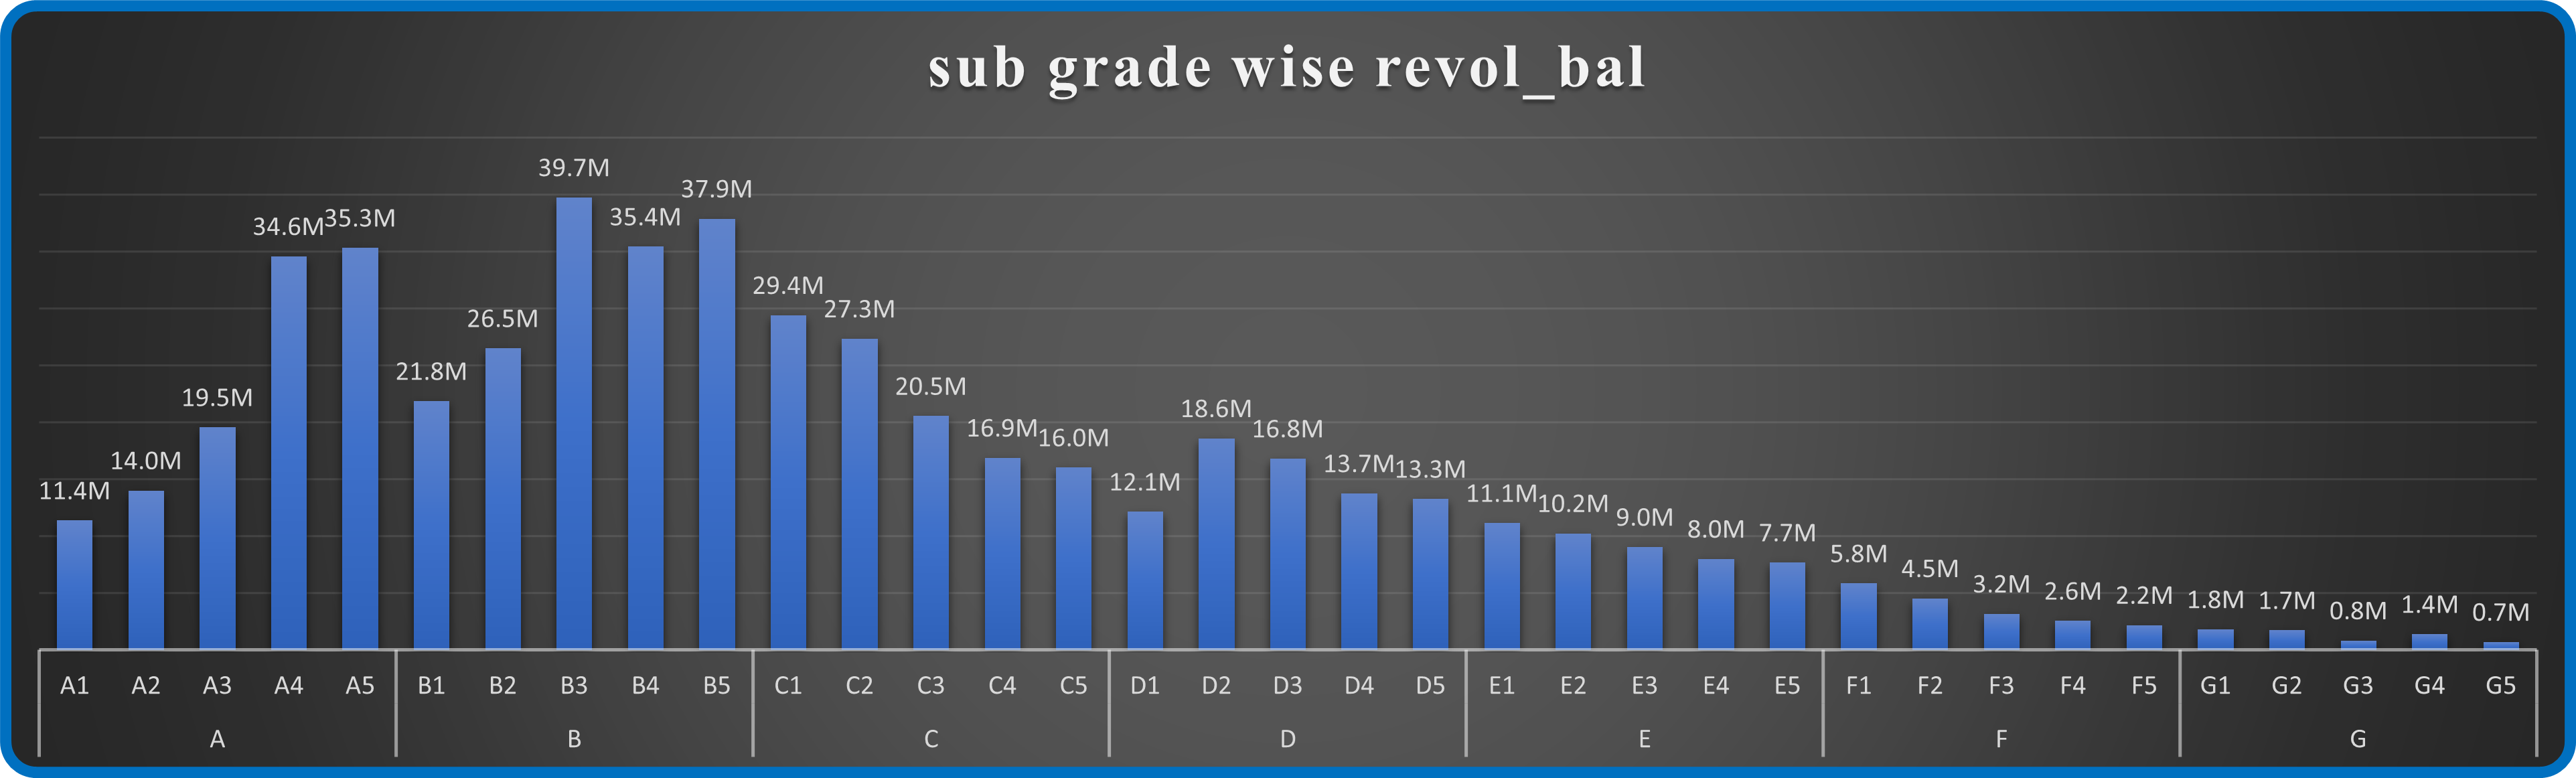 sub grade wise revol_bal
11.4M 14.0M 19.5M 34.6M 35.3M 21.8M 26.5M 39.7M 35.4M 37.9M 29.4M 27.3M 20.5M 16.9M 16.0M 12.1M 18.6M 16.8M 13.7M 13.3M 11.1M 10.2M 9.0M 8.0M 7.7M 5.8M 4.5M 3.2M 2.6M 2.2M 1.8M 1.7M 0.8M 1.4M 0.7M
A1 A2 A3 A4 A5 B1 B2 B3 B4 B5 C1 C2 C3 C4 C5 D1 D2 D3 D4 D5 E1 E2 E3 E4 E5 F1 F2 F3 F4 F5 G1 G2 G3 G4 G5
A B C D E F G